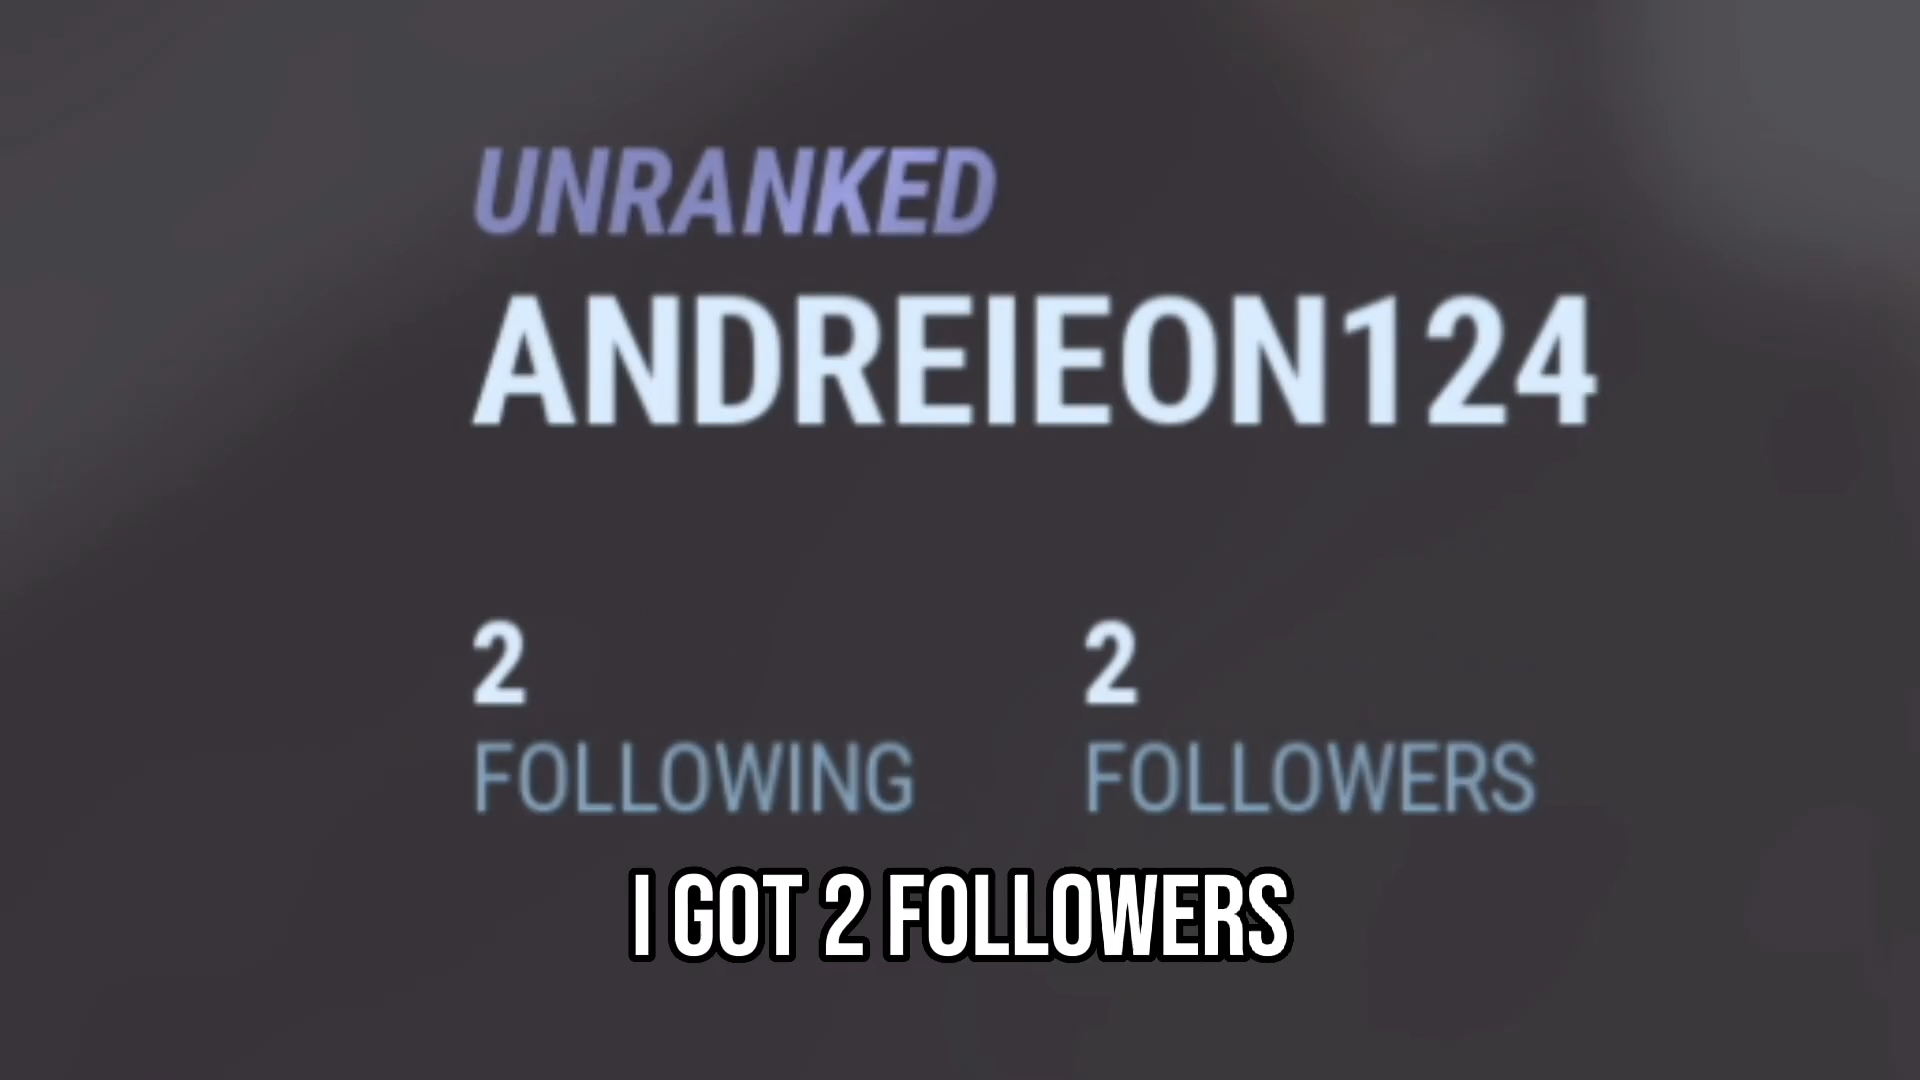 UNRANKED
ANDREIEON124
2 2
FOLLOWING FOLLOWERS
I GOT 2 FOLLOWERS